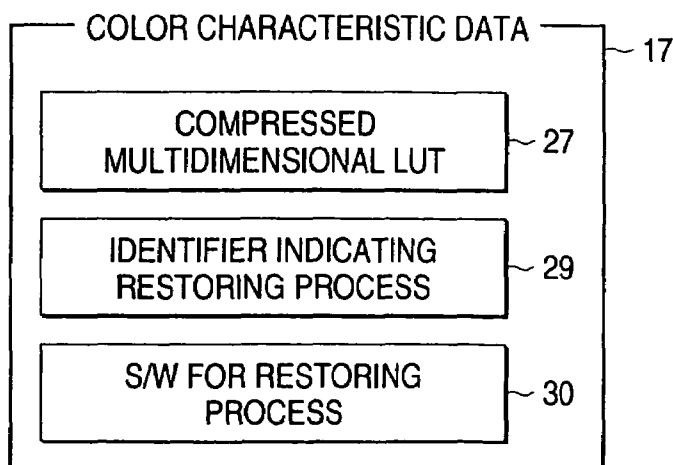 COLOR CHARACTERISTIC DATA
17
COMPRESSED
MULTIDIMENSIONAL LUT
27
IDENTIFIER INDICATING
RESTORING PROCESS
29
S/W FOR RESTORING
PROCESS
30